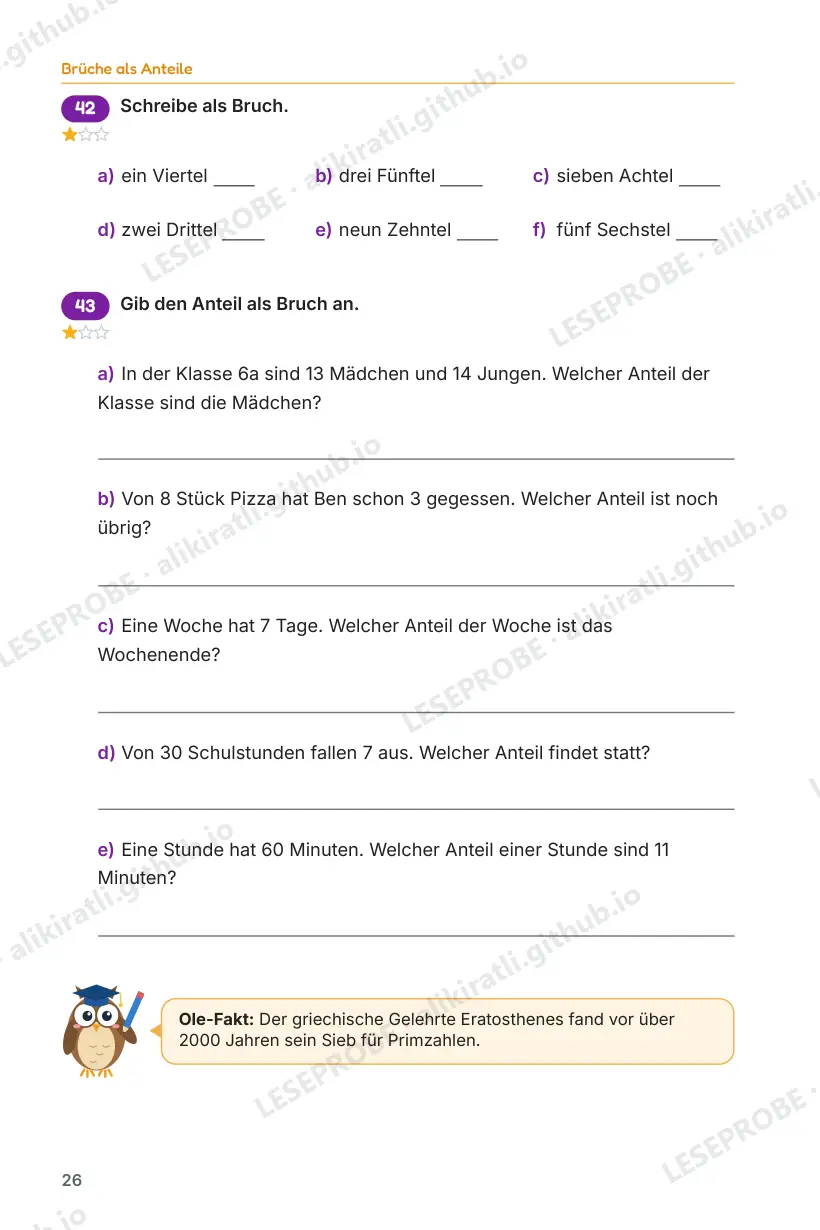 Brüche als Anteile
42 Schreibe als Bruch.
a) ein Viertel ____ b) drei Fünftel ____ c) sieben Achtel ____
d) zwei Drittel ____ e) neun Zehntel ____ f) fünf Sechstel ____
43 Gib den Anteil als Bruch an.
a) In der Klasse 6a sind 13 Mädchen und 14 Jungen. Welcher Anteil der
Klasse sind die Mädchen?
b) Von 8 Stück Pizza hat Ben schon 3 gegessen. Welcher Anteil ist noch
übrig?
c) Eine Woche hat 7 Tage. Welcher Anteil der Woche ist das
Wochenende?
d) Von 30 Schulstunden fallen 7 aus. Welcher Anteil findet statt?
e) Eine Stunde hat 60 Minuten. Welcher Anteil einer Stunde sind 11
Minuten?
Ole-Fakt: Der griechische Gelehrte Eratosthenes fand vor über
2000 Jahren sein Sieb für Primzahlen.
26
LESEPROBE · alikiratli.github.io